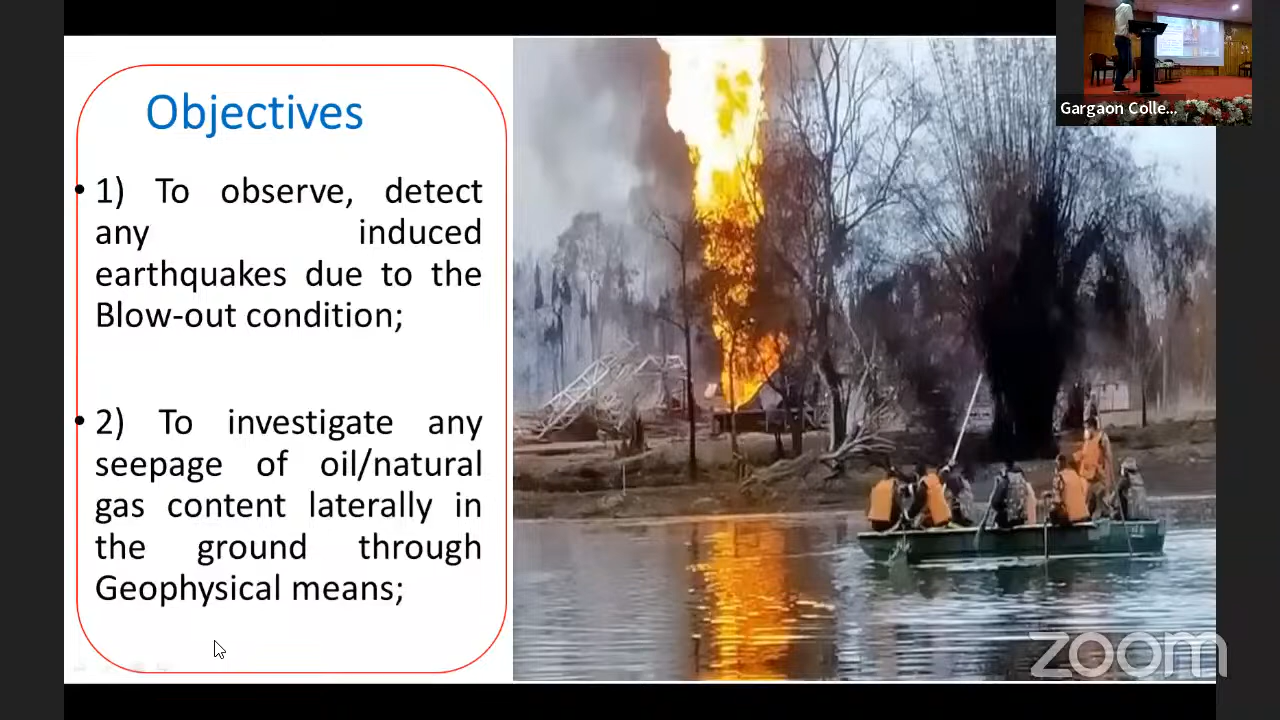 Objectives
• 1) To observe, detect
any induced
earthquakes due to the
Blow-out condition;
• 2) To investigate any
seepage of oil/natural
gas content laterally in
the ground through
Geophysical means;
Gargaon Colle...
zoom